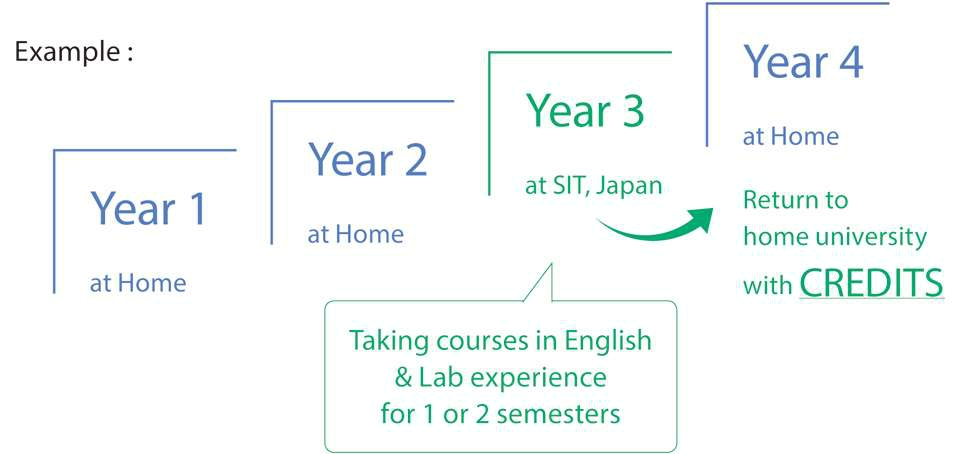 Example :
Year 1
at Home
Year 2
at Home
Year 3
at SIT, Japan
Taking courses in English
& Lab experience
for 1 or 2 semesters
Year 4
at Home
Return to
home university
with CREDITS